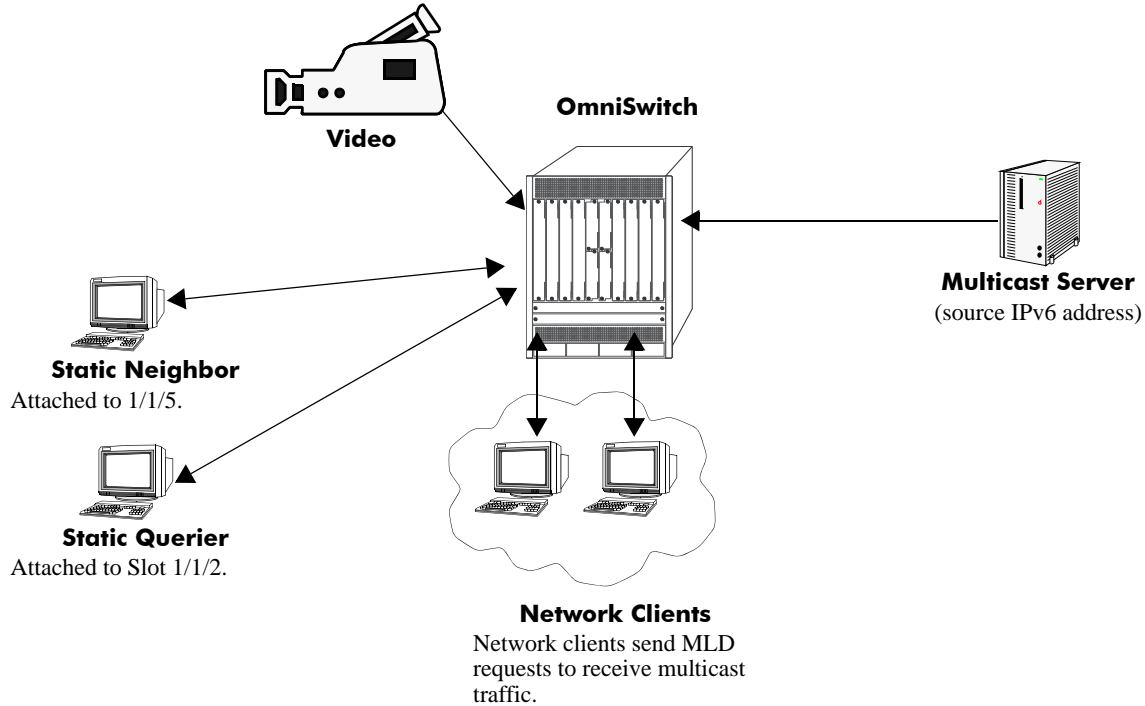 OmniSwitch
Video
Multicast Server
(source IPv6 address)
Static Neighbor
Attached to 1/1/5.
Static Querier
Attached to Slot 1/1/2.
Network Clients
Network clients send MLD
requests to receive multicast
traffic.